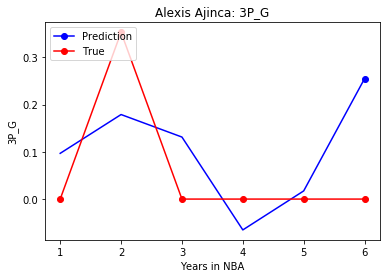 Alexis Ajinca: 3P_G
Prediction
True
3P_G
0.3
0.2
0.1
0.0
1 2 3 4 5 6
Years in NBA